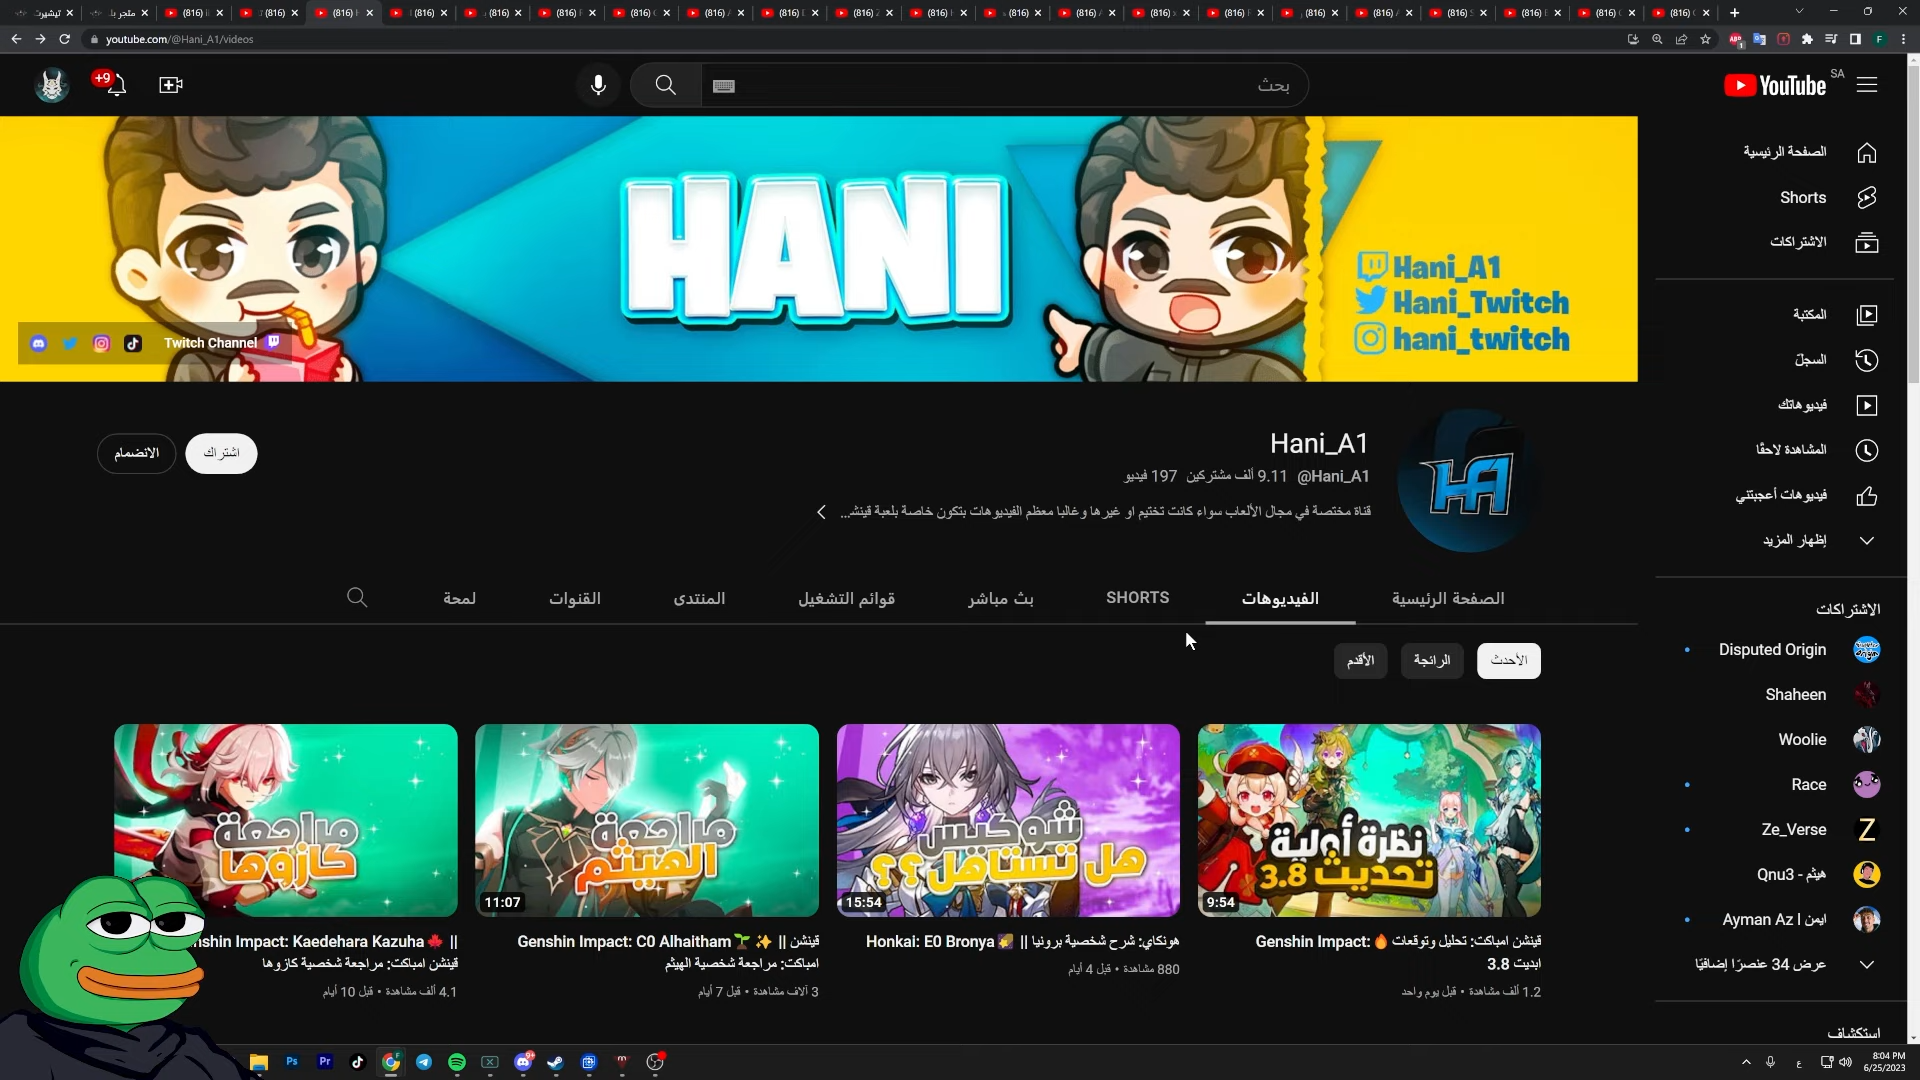 youtube.com/@Hani_A1/videos
+9
بحث
YouTube SA
HANI
Hani_A1
Hani_Twitch
hani_twitch
Twitch Channel
الصفحة الرئيسية
Shorts
الاشتراكات
المكتبة
السجلّ
فيديوهاتك
المشاهدة لاحقًا
فيديوهات أعجبتني
إظهار المزيد
الاشتراكات
Disputed Origin
Shaheen
Woolie
Race
Ze_Verse
هيثم - Qnu3
Ayman Az l ايمن
عرض 34 عنصرًا إضافيًا
استكشاف
Hani_A1
@Hani_A1 9.11 ألف مشتركين 197 فيديو
قناة مختصة في مجال الألعاب سواء كانت تختيم او غيرها وغالبا معظم الفيديوهات بتكون خاصة بلعبة قينشـ...
اشتراك
الانضمام
الصفحة الرئيسية
الفيديوهات
SHORTS
بث مباشر
قوائم التشغيل
المنتدى
القنوات
لمحة
الأحدث
الرائجة
الأقدم
نظرة أولية
تحديث 3.8
9:54
قينشن امباكت: تحليل وتوقعات 🔥 :Genshin Impact
ابديت 3.8
1.2 ألف مشاهدة • قبل يوم واحد
شوكيس
هل تستاهل ؟؟
15:54
هونكاي: شرح شخصية برونيا || 🌠 Honkai: E0 Bronya
880 مشاهدة • قبل 4 أيام
مراجعة
الهيثم
11:07
قينشن || ✨🌱 Genshin Impact: C0 Alhaitham
امباكت: مراجعة شخصية الهيثم
3 آلاف مشاهدة • قبل 7 أيام
مراجعة
كازوها
|| 🍁 nshin Impact: Kaedehara Kazuha
قينشن امباكت: مراجعة شخصية كازوها
4.1 ألف مشاهدة • قبل 10 أيام
8:04 PM
6/25/2023